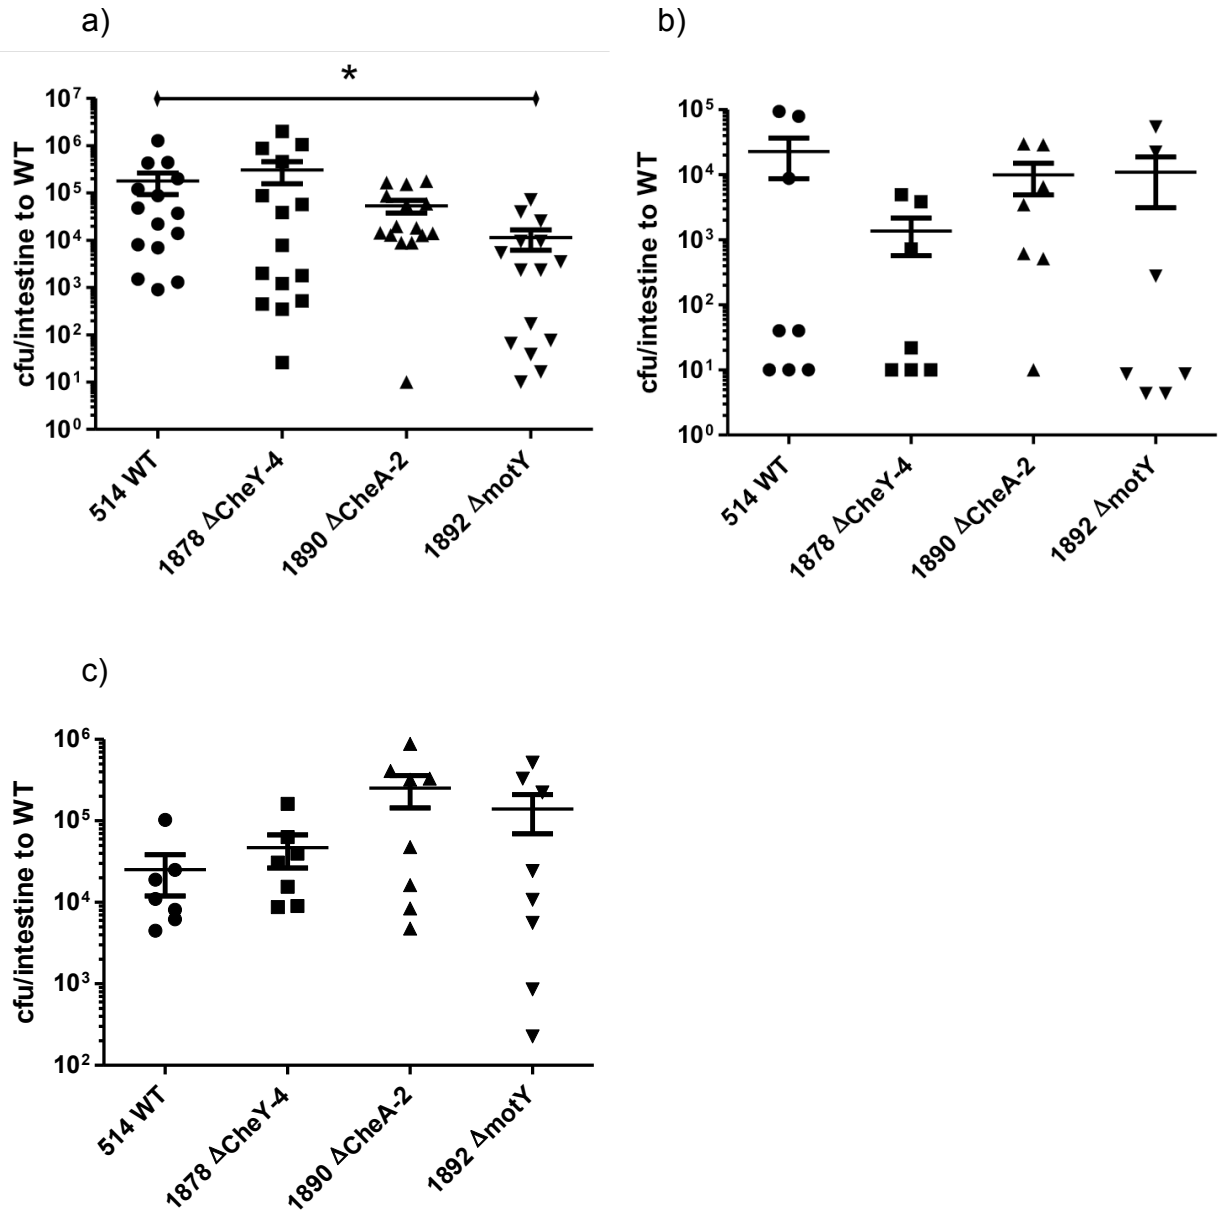 a)
*
cfu/intestine to WT
10⁷
10⁶
10⁵
10⁴
10³
10²
10¹
10⁰
514 WT
1878 ΔCheY-4
1890 ΔCheA-2
1892 ΔmotY
b)
cfu/intestine to WT
10⁵
10⁴
10³
10²
10¹
10⁰
514 WT
1878 ΔCheY-4
1890 ΔCheA-2
1892 ΔmotY
c)
cfu/intestine to WT
10⁶
10⁵
10⁴
10³
10²
514 WT
1878 ΔCheY-4
1890 ΔCheA-2
1892 ΔmotY